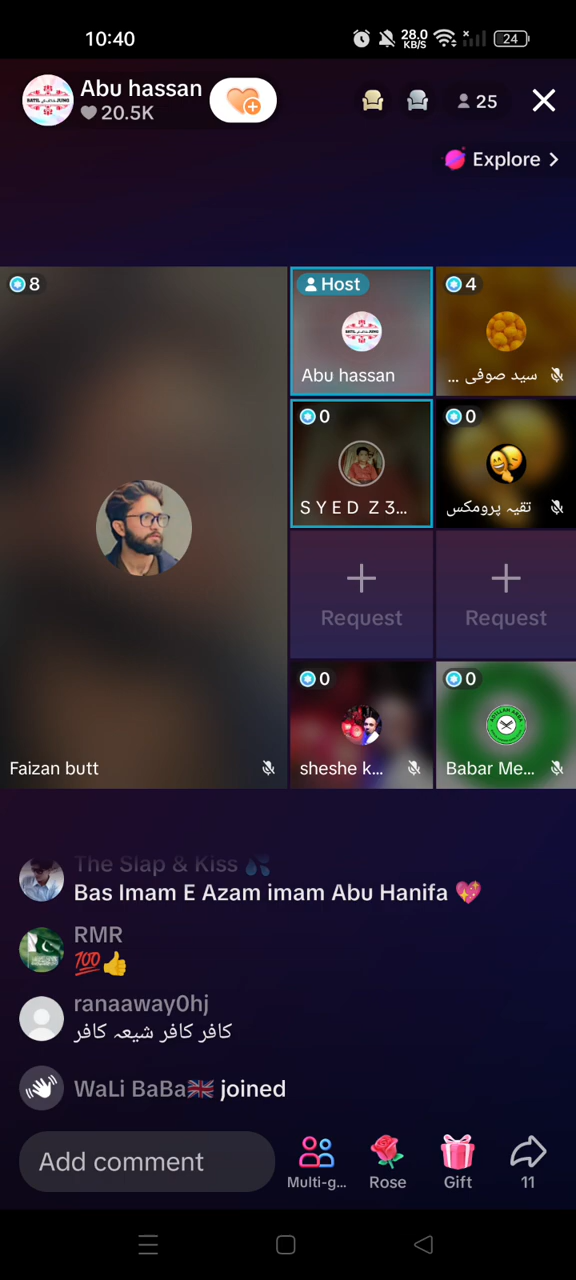 10:40
28.0
KB/S
24
Abu hassan
20.5K
25
Explore
8
Host
Abu hassan
4
سید صوفی ...
0
S Y E D Z 3...
0
تقیہ پرومکس
Request
Request
Faizan butt
0
sheshe k...
0
Babar Me...
The Slap & Kiss 💦
Bas Imam E Azam imam Abu Hanifa 💖
RMR
💯👍
ranaaway0hj
کافر کافر شیعہ کافر
WaLi BaBa🇬🇧 joined
Add comment
Multi-g...
Rose
Gift
11